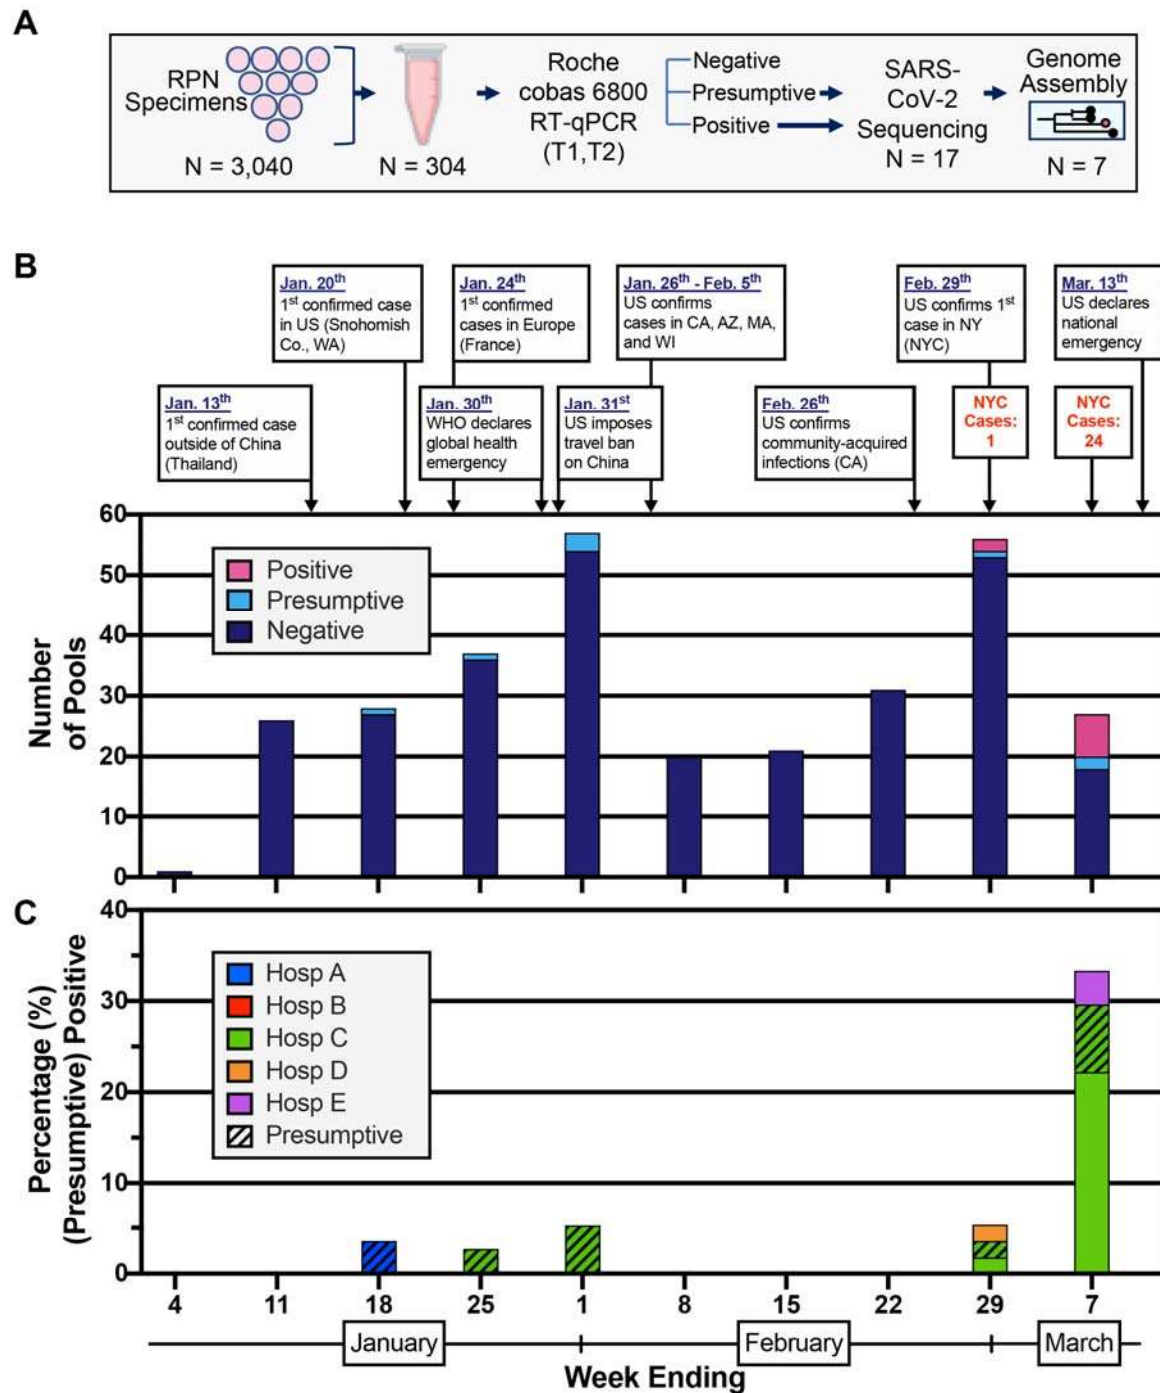 A
RPN
Specimens
N = 3,040
N = 304
Roche
cobas 6800
RT-qPCR
(T1,T2)
Negative
Presumptive
Positive
SARS-
CoV-2
Sequencing
N = 17
Genome
Assembly
N = 7
B
Jan. 20th
1st confirmed case
in US (Snohomish
Co., WA)
Jan. 24th
1st confirmed
cases in Europe
(France)
Jan. 26th - Feb. 5th
US confirms
cases in CA, AZ, MA,
and WI
Feb. 29th
US confirms 1st
case in NY
(NYC)
Mar. 13th
US declares
national
emergency
Jan. 13th
1st confirmed case
outside of China
(Thailand)
Jan. 30th
WHO declares
global health
emergency
Jan. 31st
US imposes
travel ban
on China
Feb. 26th
US confirms
community-acquired
infections (CA)
NYC
Cases:
1
NYC
Cases:
24
Number
of Pools
60
50
40
30
20
10
0
Positive
Presumptive
Negative
C
Percentage (%)
(Presumptive) Positive
40
30
20
10
0
Hosp A
Hosp B
Hosp C
Hosp D
Hosp E
Presumptive
4 11 18 25 1 8 15 22 29 7
January February March
Week Ending